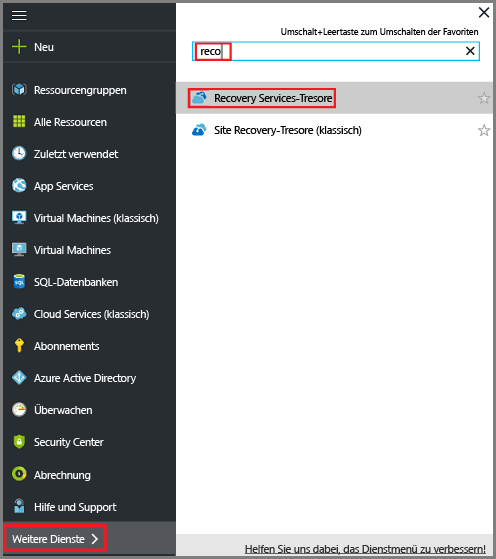 Neu
Ressourcengruppen
Alle Ressourcen
Zuletzt verwendet
App Services
Virtual Machines (klassisch)
Virtual Machines
SQL-Datenbanken
Cloud Services (klassisch)
Abonnements
Azure Active Directory
Überwachen
Security Center
Abrechnung
Hilfe und Support
Weitere Dienste
Umschalt+Leertaste zum Umschalten der Favoriten
reco
Recovery Services-Tresore
Site Recovery-Tresore (klassisch)
Helfen Sie uns dabei, das Dienstmenü zu verbessern!